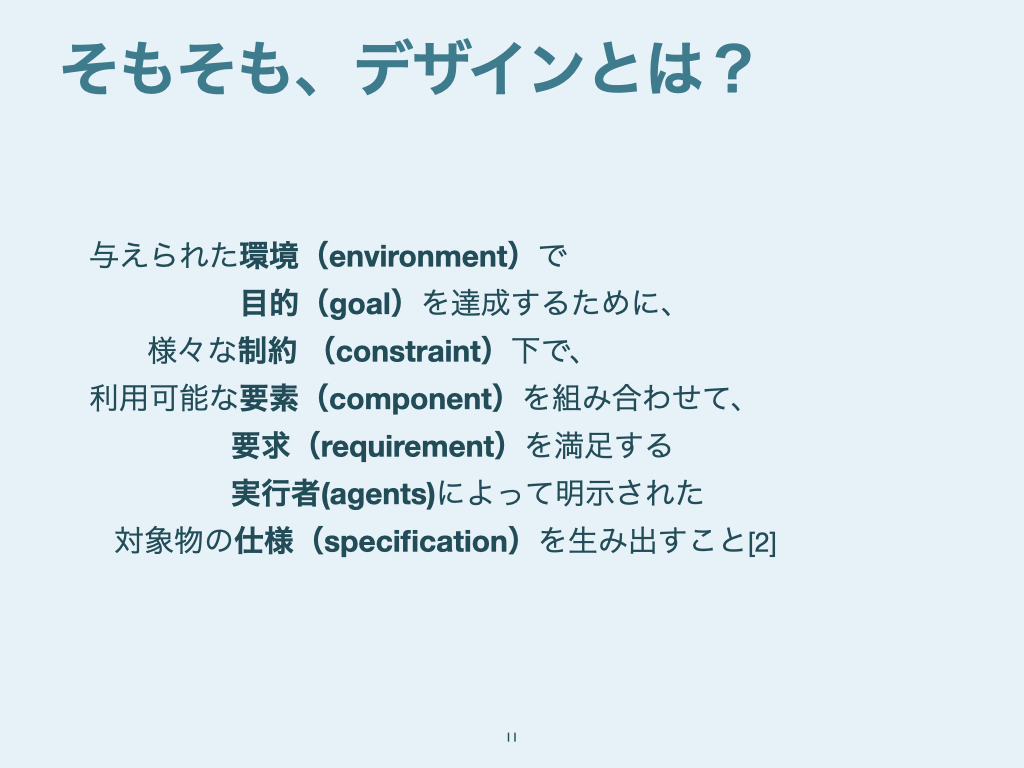 そもそも、デザインとは？
与えられた環境（environment）で
目的（goal）を達成するために、
様々な制約 （constraint）下で、
利用可能な要素（component）を組み合わせて、
要求（requirement）を満足する
実行者(agents)によって明示された
対象物の仕様（specification）を生み出すこと[2]
11